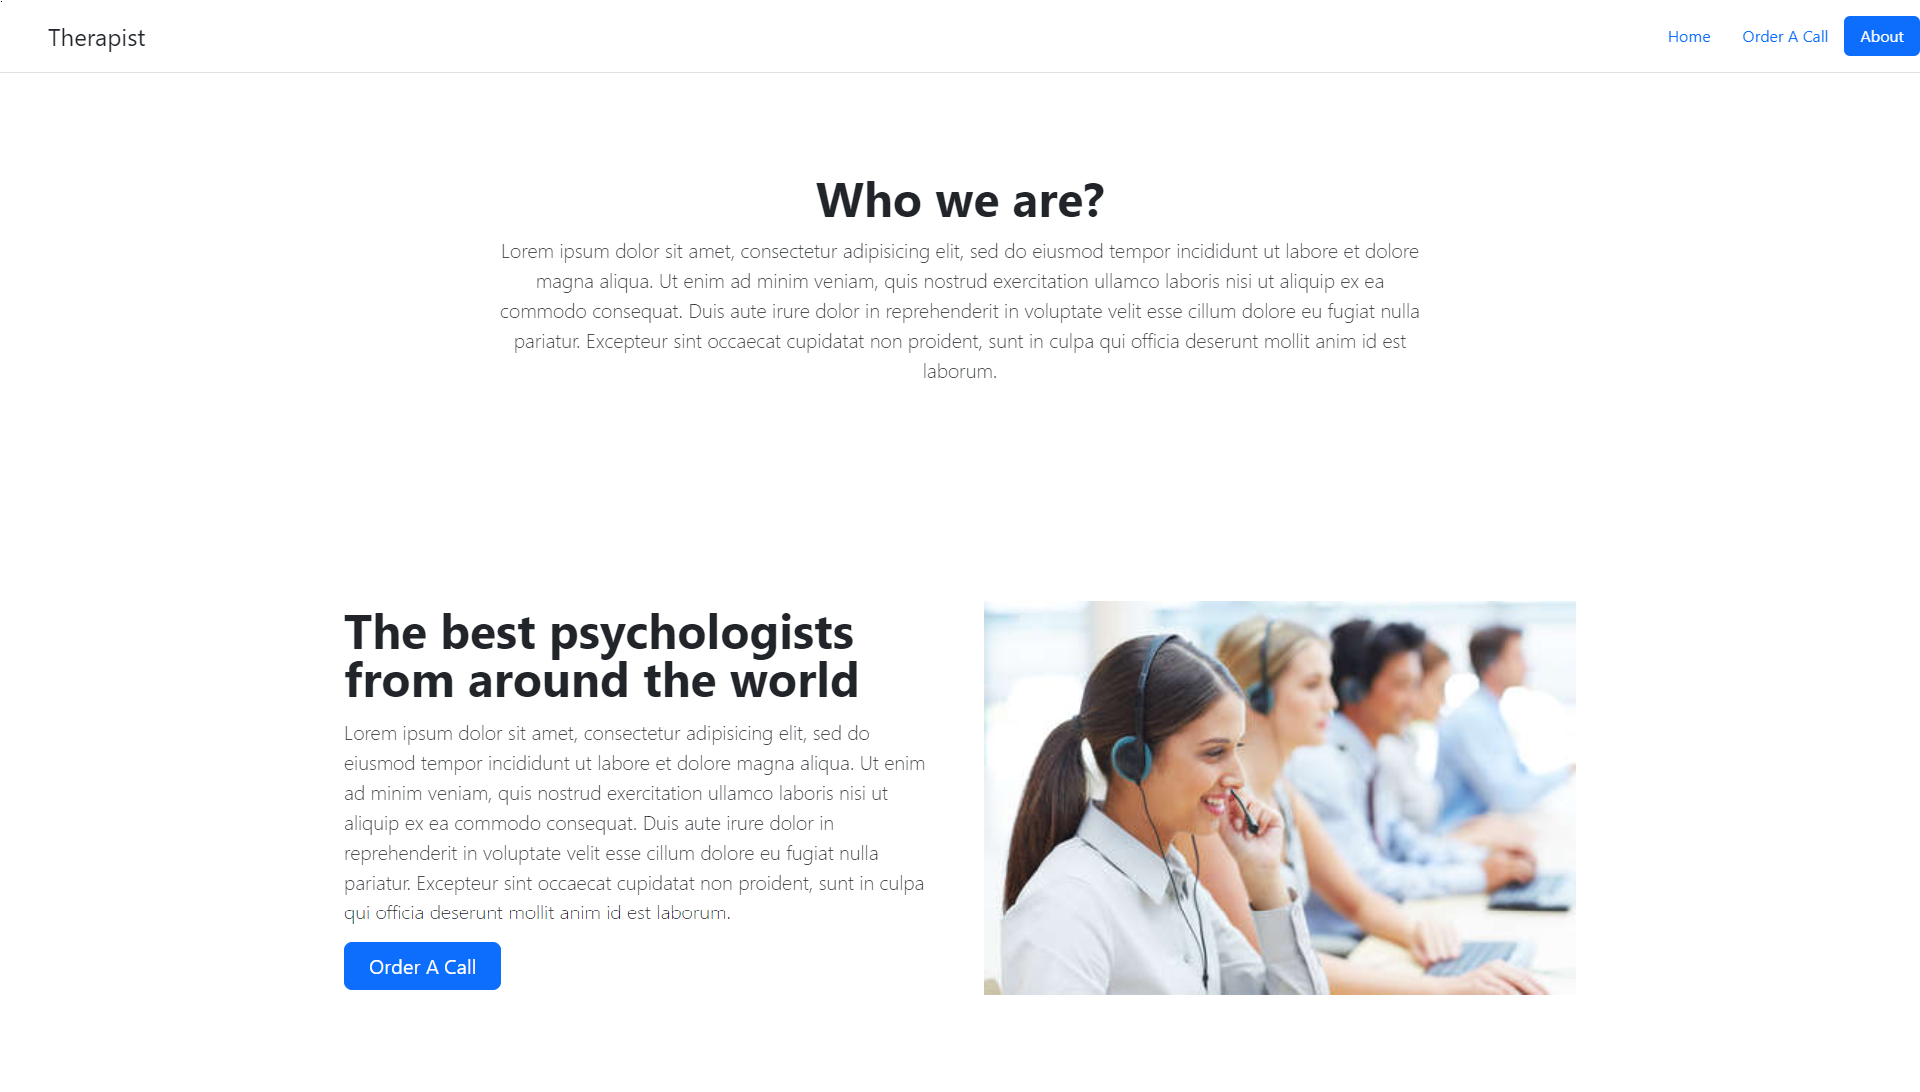 Therapist
Home
Order A Call
About
Who we are?
Lorem ipsum dolor sit amet, consectetur adipisicing elit, sed do eiusmod tempor incididunt ut labore et dolore
magna aliqua. Ut enim ad minim veniam, quis nostrud exercitation ullamco laboris nisi ut aliquip ex ea
commodo consequat. Duis aute irure dolor in reprehenderit in voluptate velit esse cillum dolore eu fugiat nulla
pariatur. Excepteur sint occaecat cupidatat non proident, sunt in culpa qui officia deserunt mollit anim id est
laborum.
The best psychologists
from around the world
Lorem ipsum dolor sit amet, consectetur adipisicing elit, sed do
eiusmod tempor incididunt ut labore et dolore magna aliqua. Ut enim
ad minim veniam, quis nostrud exercitation ullamco laboris nisi ut
aliquip ex ea commodo consequat. Duis aute irure dolor in
reprehenderit in voluptate velit esse cillum dolore eu fugiat nulla
pariatur. Excepteur sint occaecat cupidatat non proident, sunt in culpa
qui officia deserunt mollit anim id est laborum.
Order A Call